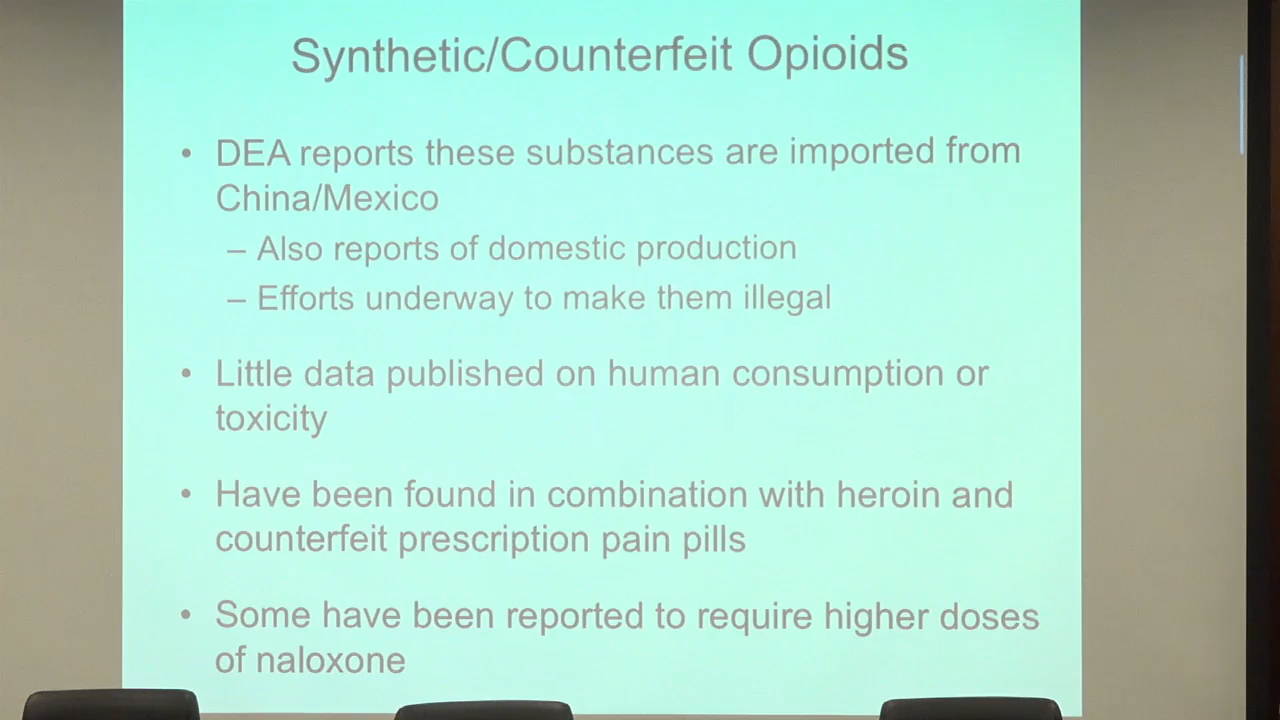 Synthetic/Counterfeit Opioids
• DEA reports these substances are imported from
China/Mexico
– Also reports of domestic production
– Efforts underway to make them illegal
• Little data published on human consumption or
toxicity
• Have been found in combination with heroin and
counterfeit prescription pain pills
• Some have been reported to require higher doses
of naloxone